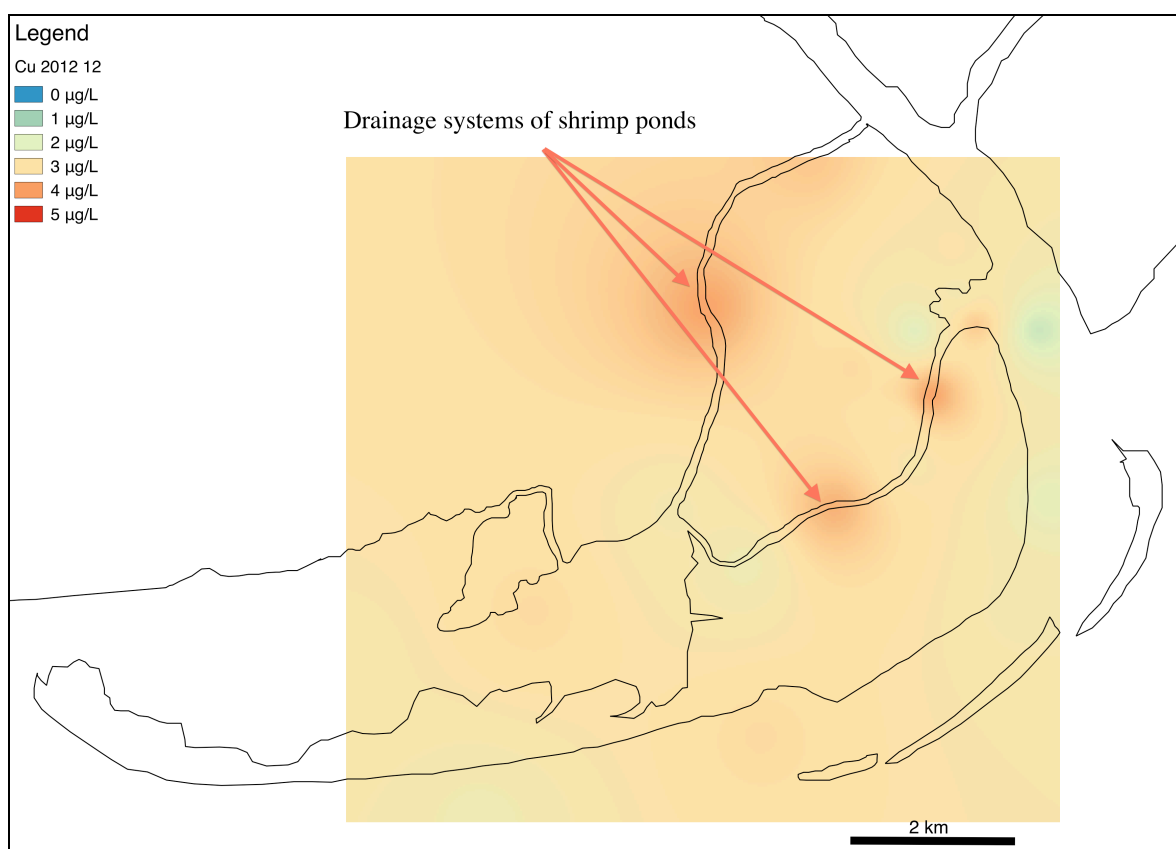 Legend
Cu 2012 12
0 µg/L
1 µg/L
2 µg/L
3 µg/L
4 µg/L
5 µg/L
Drainage systems of shrimp ponds
2 km